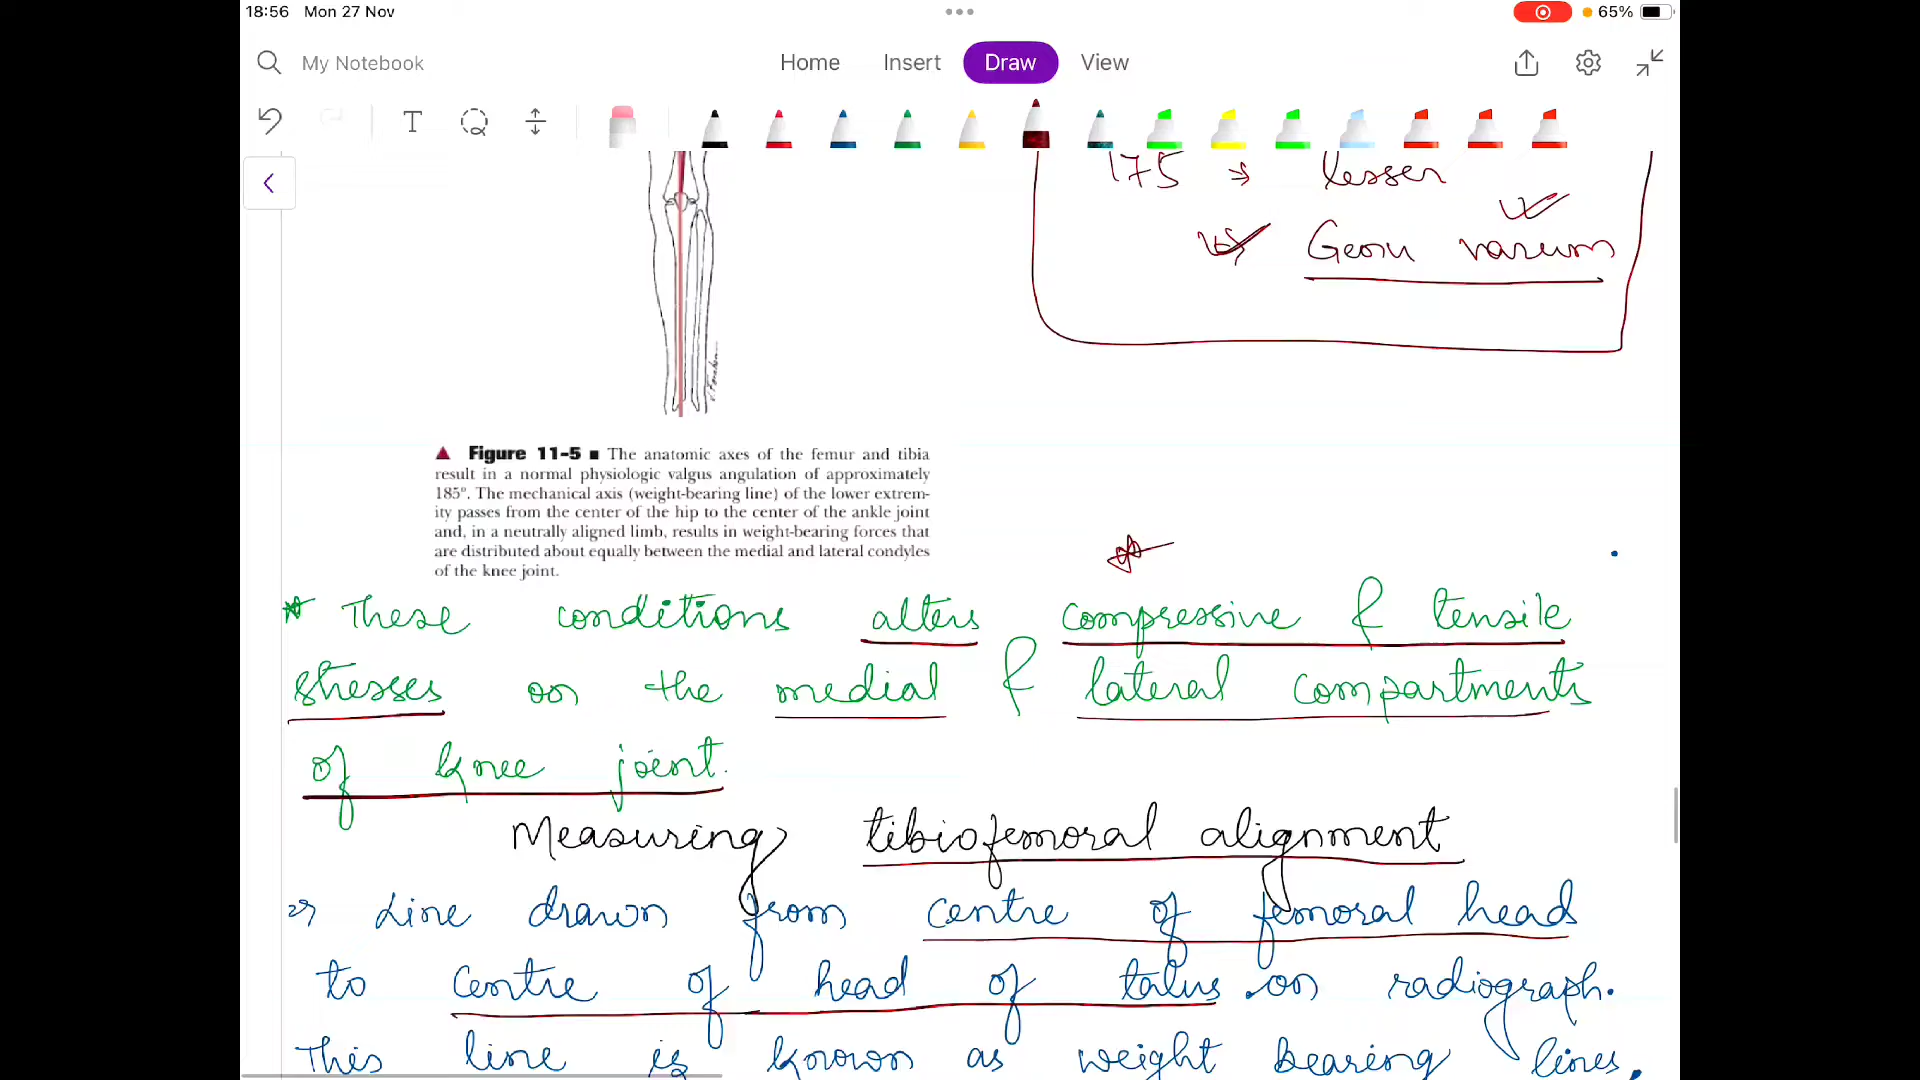 18:56 Mon 27 Nov
65%
My Notebook
Home Insert Draw View
T
175 → lesser
Genu varum
▲ Figure 11-5 ■ The anatomic axes of the femur and tibia
result in a normal physiologic valgus angulation of approximately
185°. The mechanical axis (weight-bearing line) of the lower extrem-
ity passes from the center of the hip to the center of the ankle joint
and, in a neutrally aligned limb, results in weight-bearing forces that
are distributed about equally between the medial and lateral condyles
of the knee joint.
These conditions alters compressive & tensile
stresses on the medial & lateral compartments
of knee joint.
Measuring tibiofemoral alignment
Line drawn from centre of femoral head
to centre of head of talus on radiograph.
This line is known as weight bearing lines.